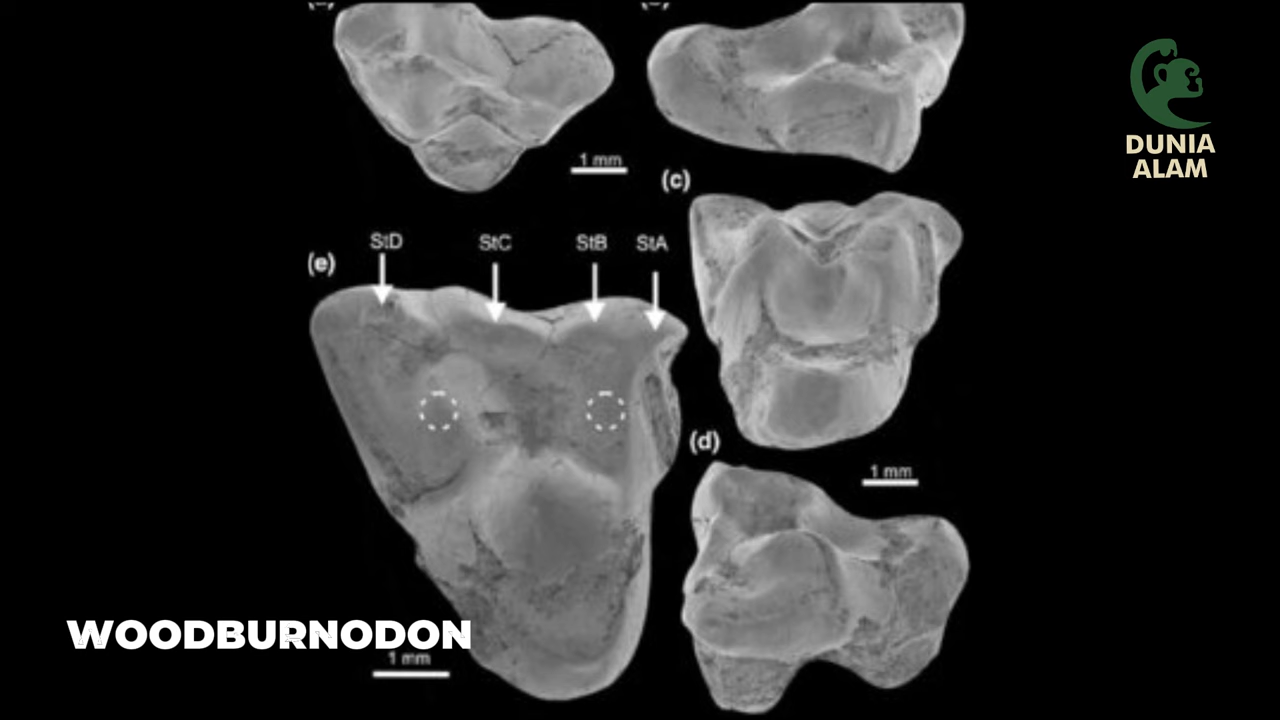 1 mm
(c)
DUNIA
ALAM
StD StC StB StA
(e)
(d)
1 mm
WOODBURNODON
1 mm